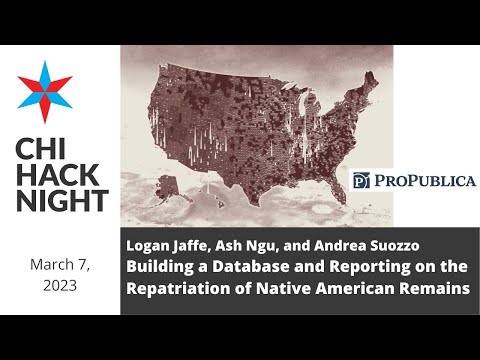 CHI
HACK
NIGHT
March 7,
2023
PROPUBLICA
Logan Jaffe, Ash Ngu, and Andrea Suozzo
Building a Database and Reporting on the
Repatriation of Native American Remains